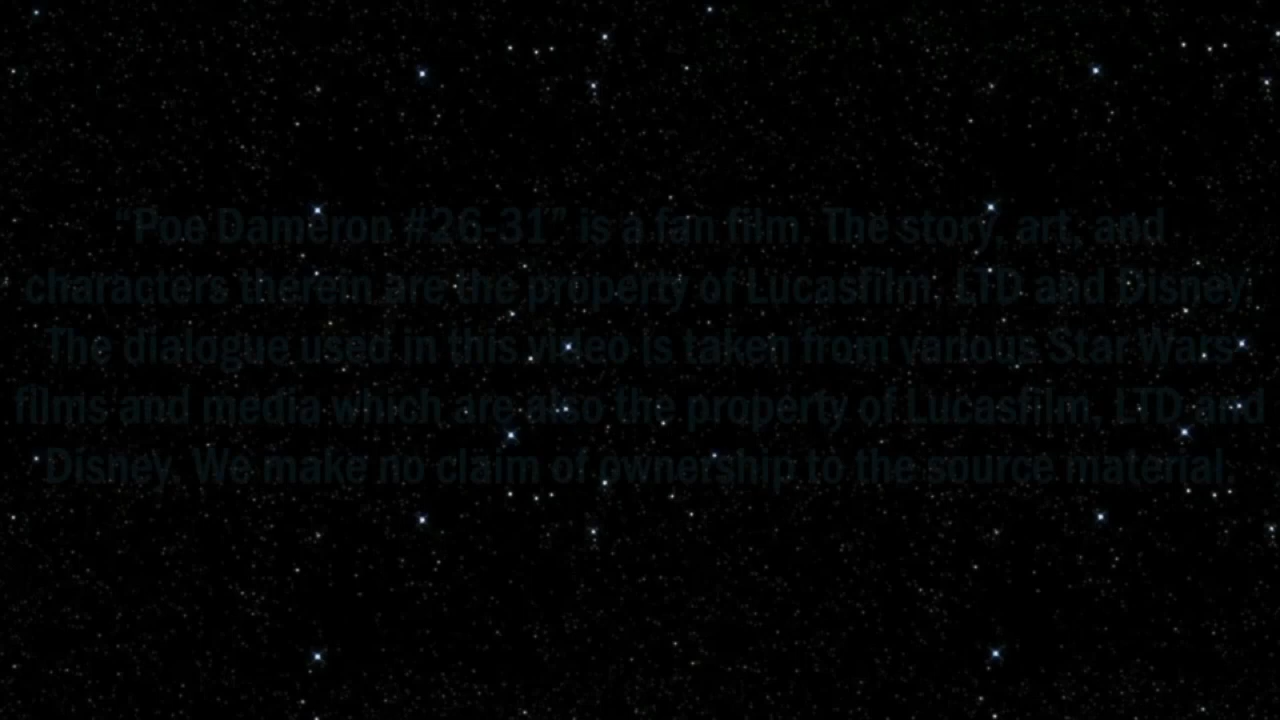 “Poe Dameron #26-31” is a fan film. The story, art, and
characters therein are the property of Lucasfilm, LTD and Disney.
The dialogue used in this video is taken from various Star Wars
films and media which are also the property of Lucasfilm, LTD and
Disney. We make no claim of ownership to the source material.